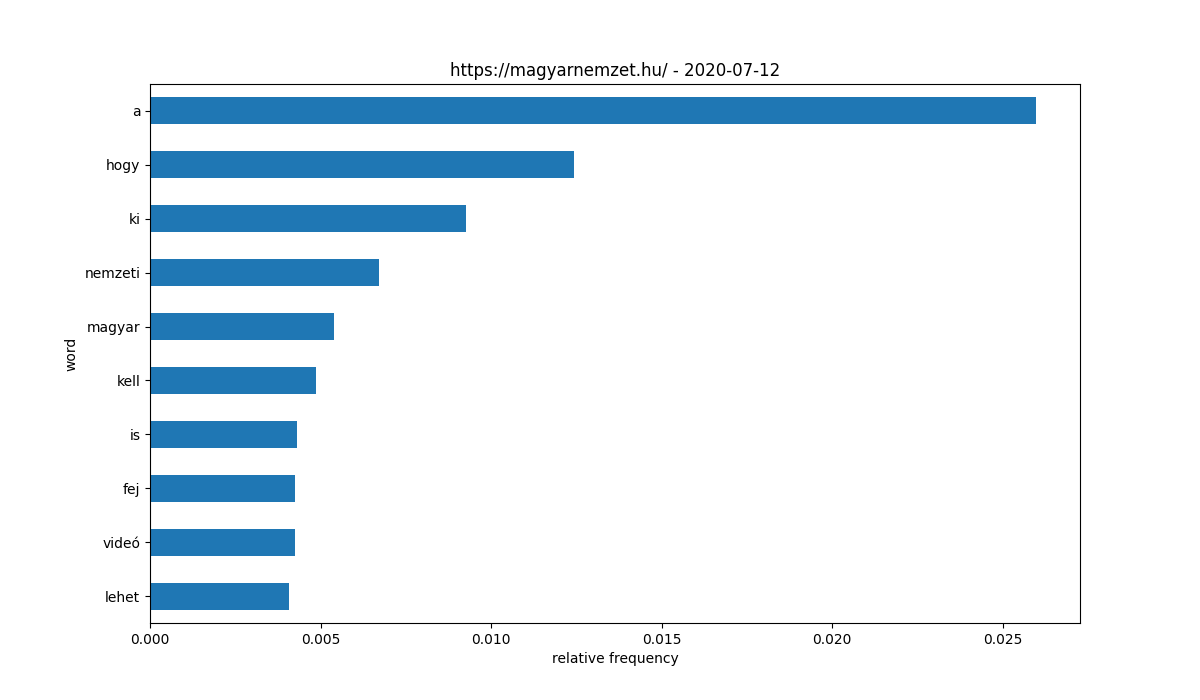 https://magyarnemzet.hu/ - 2020-07-12
a
hogy
ki
nemzeti
magyar
kell
is
fej
videó
lehet
word
0.000 0.005 0.010 0.015 0.020 0.025
relative frequency